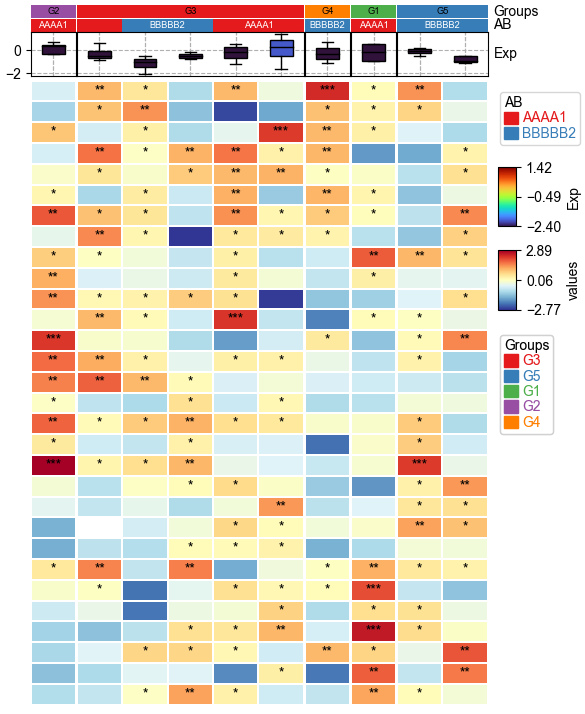 G2 G3 G4 G1 G5 Groups
AAAA1 BBBBB2 AAAA1 BBBBB2 AAAA1 BBBBB2 AB
0
−2
Exp
** * ** *** * **
* ** * * *
* * *** ** *
** * ** ** * ** *
* * ** ** * *
* * ** ** *
** * * ** * * * **
** * * * * *
* * * ** ** *
** * *
** * * * * *
** * *** * *
*** * * **
** ** * * * *
** ** ** *
* * *
** * * ** * * *
* * *
*** * * ** ***
* * * **
** * *
* * ** *
* * *
* ** ** * ** * *
* * * * ***
* * *
* * ** *** *
* * * ** * **
* ** **
* ** * ** *
AB
AAAA1
BBBBB2
1.42
−0.49
−2.40
Exp
2.89
0.06
−2.77
values
Groups
G3
G5
G1
G2
G4